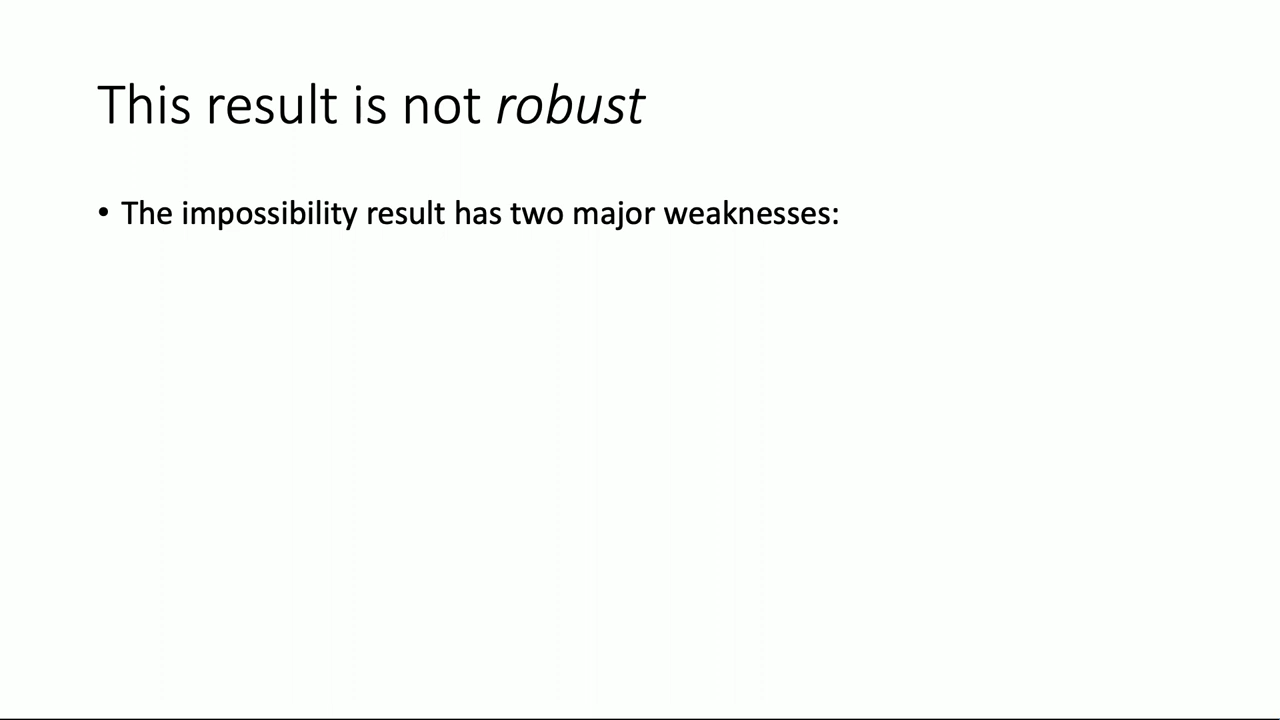 This result is not robust
• The impossibility result has two major weaknesses: